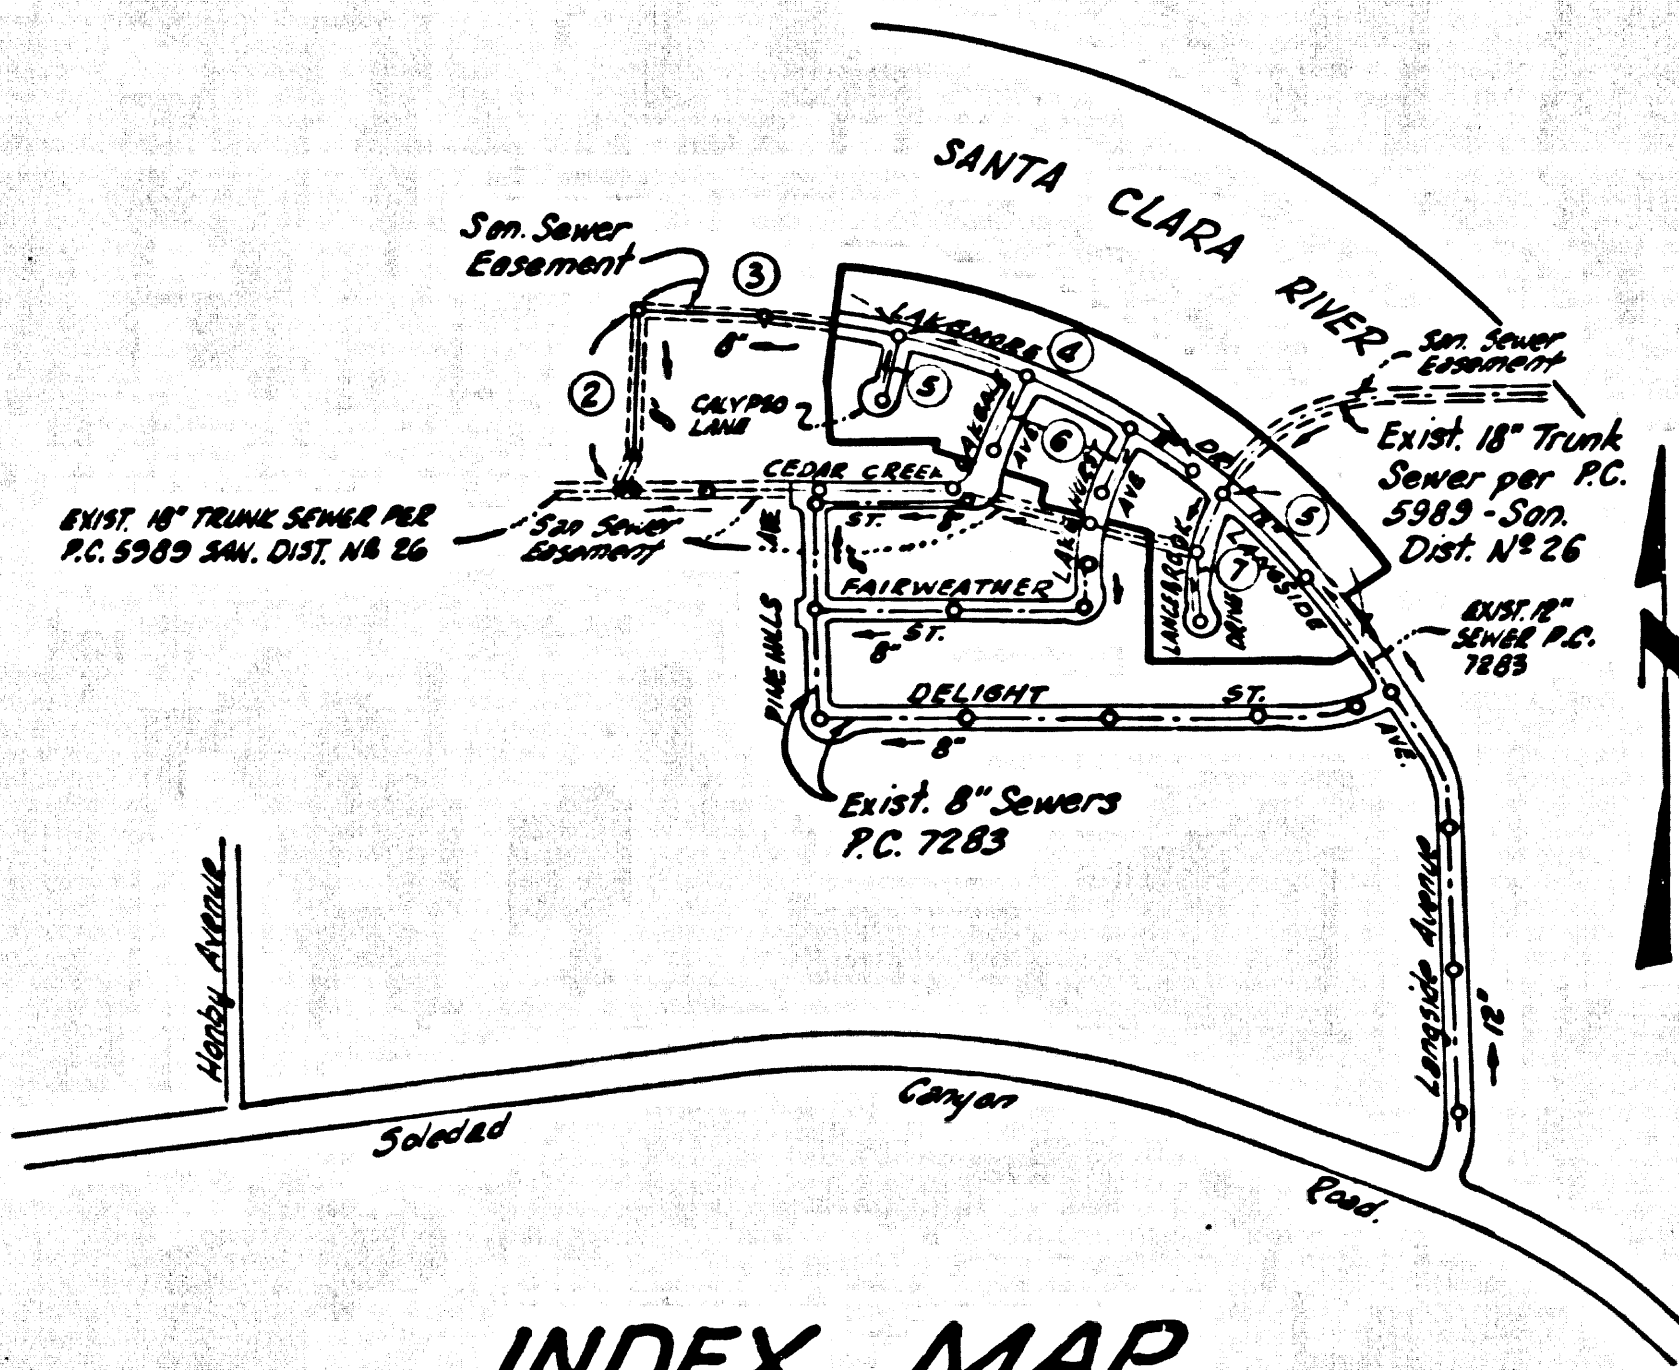 SANTA CLARA RIVER
San. Sewer
Easement
3
LAKEMORE
4
DR.
San. Sewer
Easement
2
8"
8"
CALYPSO
LANE
5
6
AVE
AVE
Exist. 18" Trunk
Sewer per P.C.
5989 - San.
Dist. Nº 26
CEDAR CREEK
ST.
8"
EXIST. 18" TRUNK SEWER PER
P.C. 5989 SAN. DIST. Nº 26
San Sewer
Easement
AVE
8"
5
12"
7
LANGSIDE
DRIVE
FAIRWEATHER
ST.
8"
PINE HILLS
EXIST. 12"
SEWER P.C.
7283
DELIGHT ST.
8"
AVE.
Exist. 8" Sewers
P.C. 7283
Honby Avenue
Langside Avenue
12"
Soledad Canyon Road.
INDEX MAP